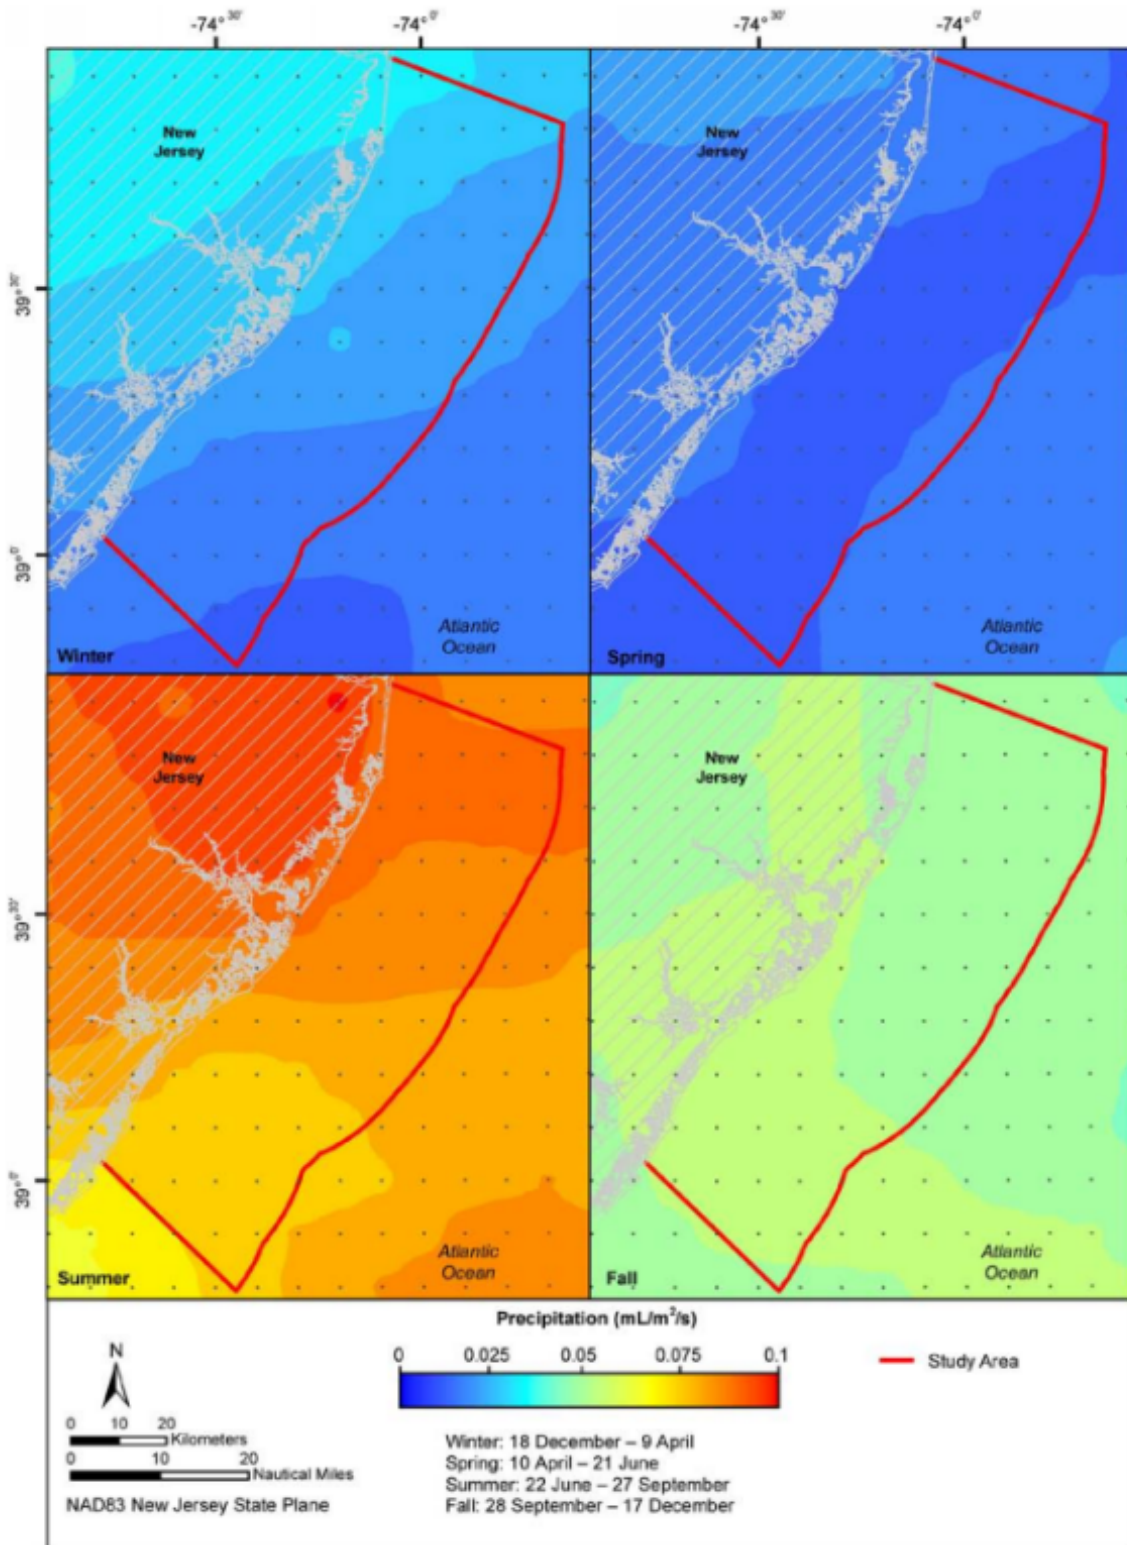 -74° 30'
-74° 0'
-74° 30'
-74° 0'
New
Jersey
New
Jersey
39° 30'
39° 0'
Atlantic
Ocean
Winter
Atlantic
Ocean
Spring
New
Jersey
New
Jersey
39° 30'
39° 0'
Atlantic
Ocean
Summer
Atlantic
Ocean
Fall
Precipitation (mL/m²/s)
0 0.025 0.05 0.075 0.1
Study Area
N
0 10 20
Kilometers
0 10 20
Nautical Miles
NAD83 New Jersey State Plane
Winter: 18 December – 9 April
Spring: 10 April – 21 June
Summer: 22 June – 27 September
Fall: 28 September – 17 December